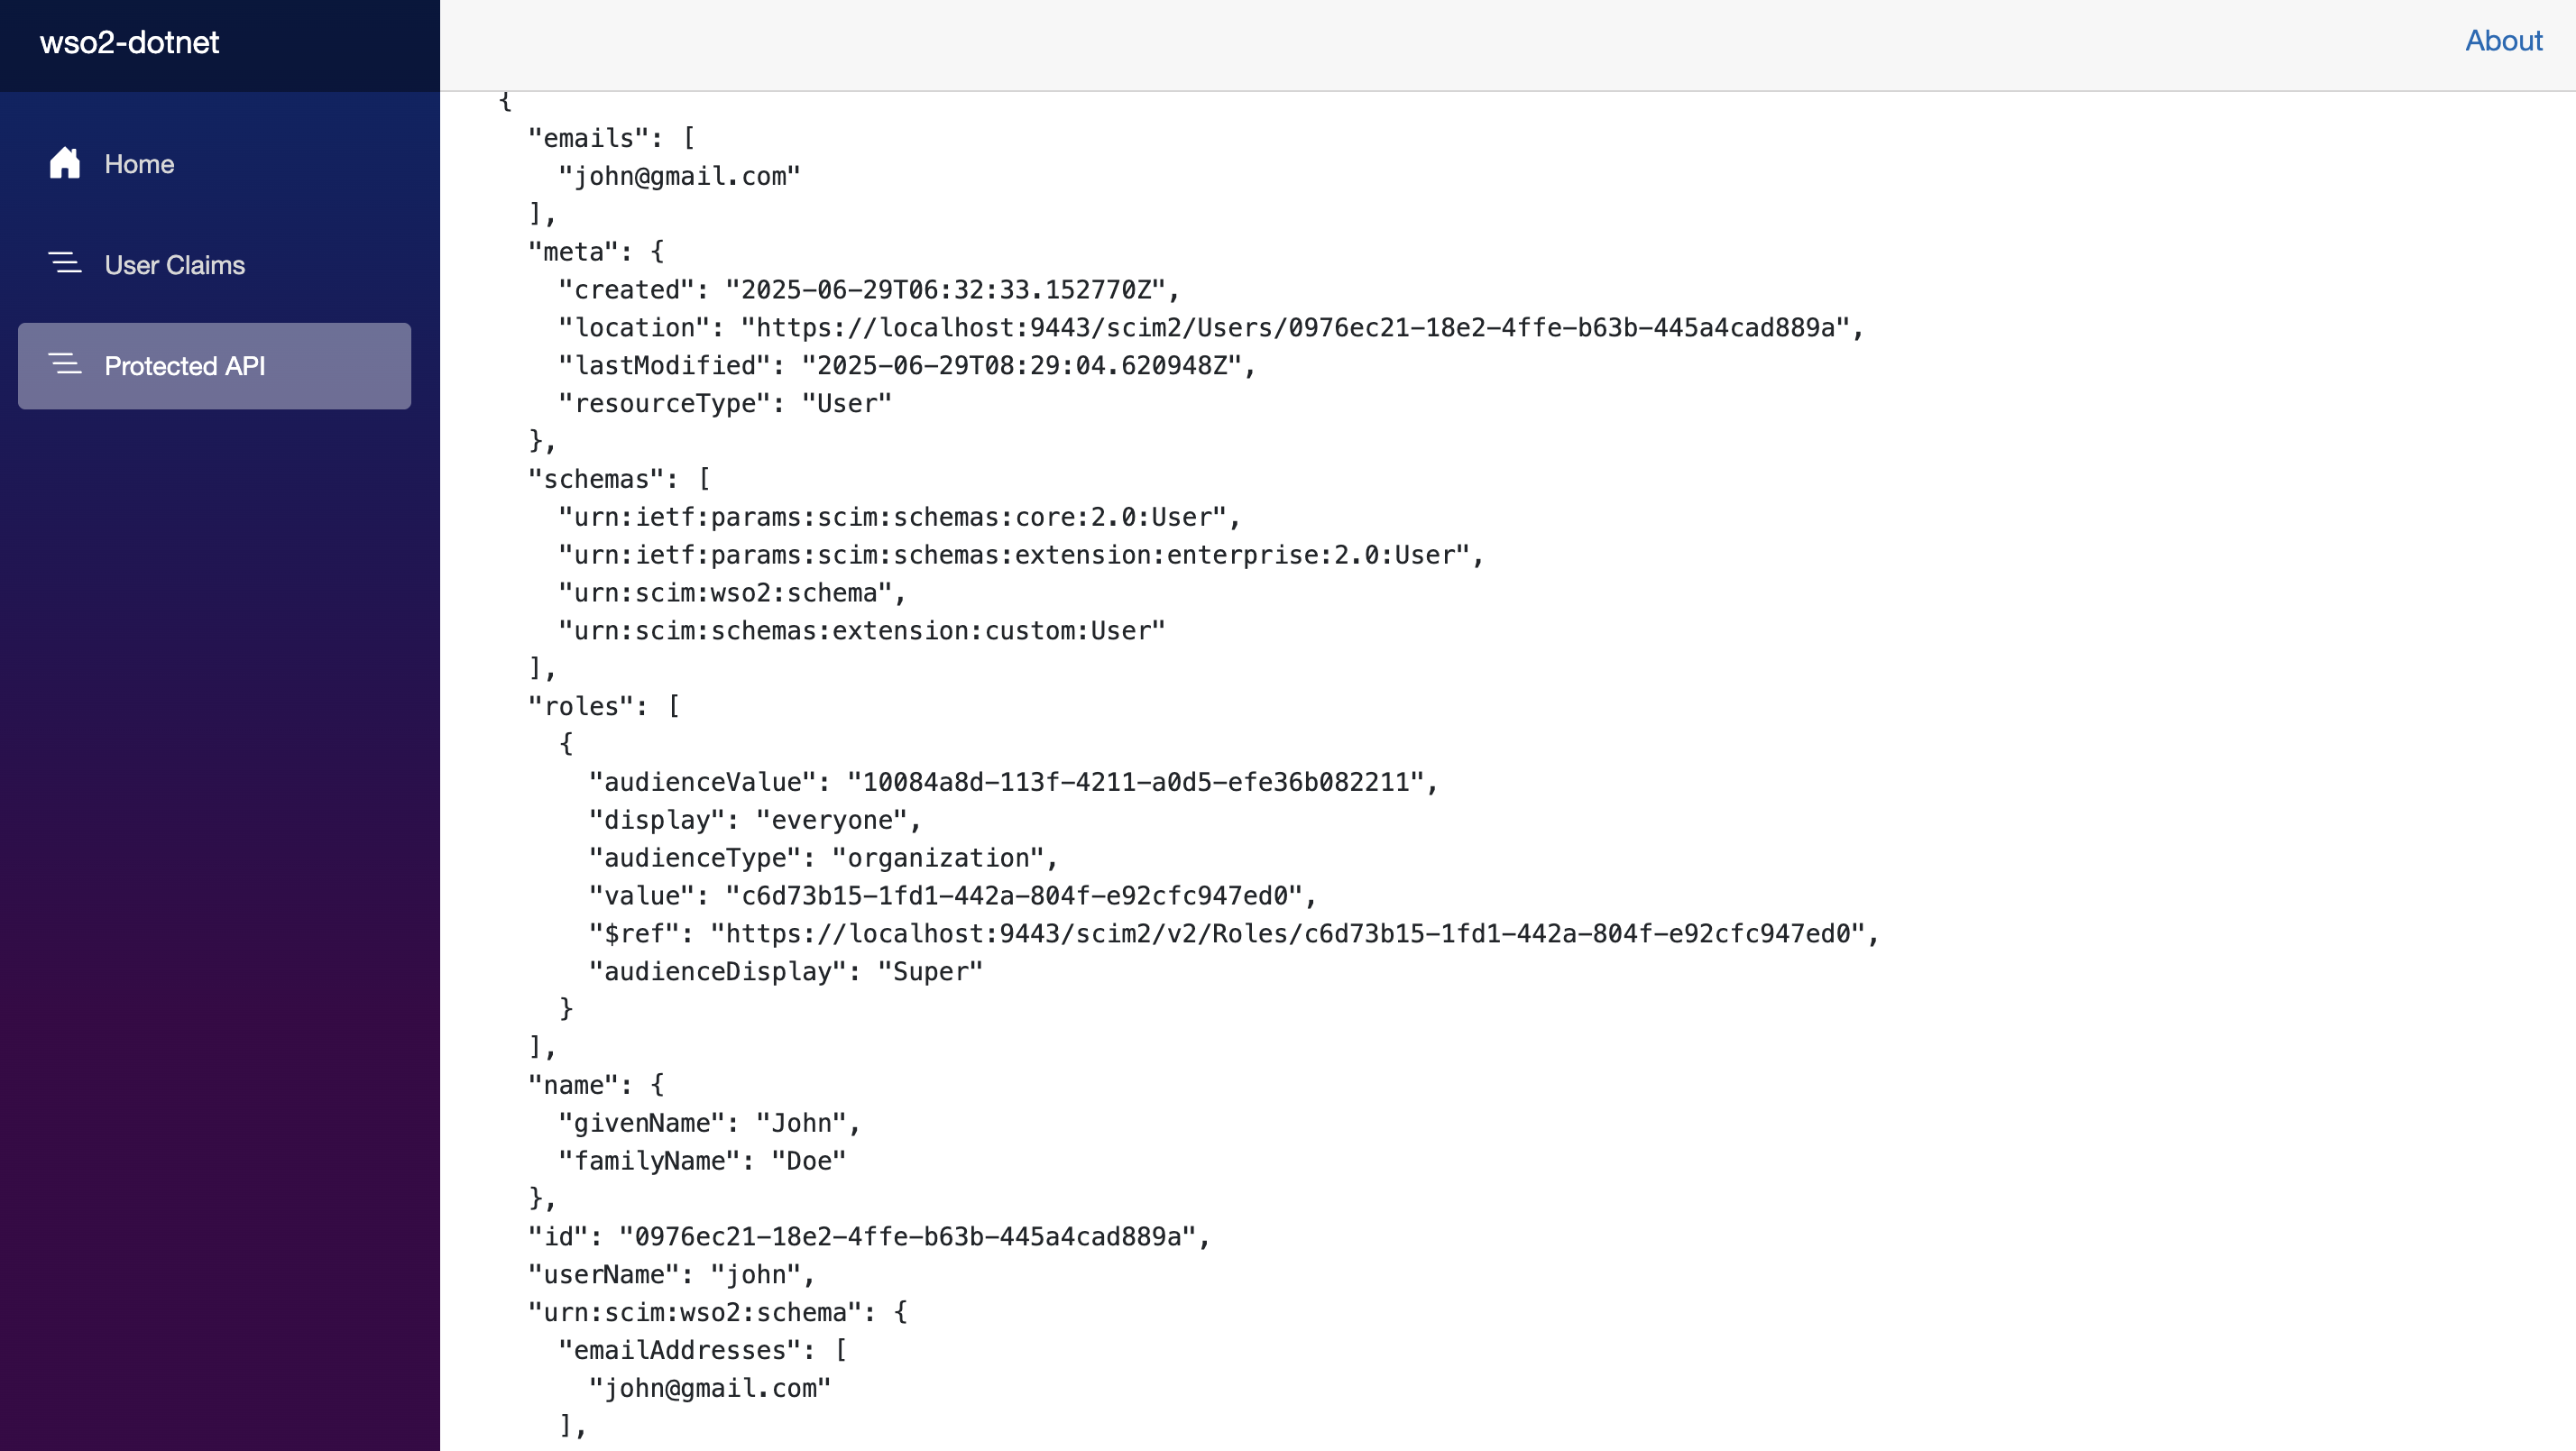 wso2-dotnet
About
Home
User Claims
Protected API
{
  "emails": [
    "john@gmail.com"
  ],
  "meta": {
    "created": "2025-06-29T06:32:33.152770Z",
    "location": "https://localhost:9443/scim2/Users/0976ec21-18e2-4ffe-b63b-445a4cad889a",
    "lastModified": "2025-06-29T08:29:04.620948Z",
    "resourceType": "User"
  },
  "schemas": [
    "urn:ietf:params:scim:schemas:core:2.0:User",
    "urn:ietf:params:scim:schemas:extension:enterprise:2.0:User",
    "urn:scim:wso2:schema",
    "urn:scim:schemas:extension:custom:User"
  ],
  "roles": [
    {
      "audienceValue": "10084a8d-113f-4211-a0d5-efe36b082211",
      "display": "everyone",
      "audienceType": "organization",
      "value": "c6d73b15-1fd1-442a-804f-e92cfc947ed0",
      "$ref": "https://localhost:9443/scim2/v2/Roles/c6d73b15-1fd1-442a-804f-e92cfc947ed0",
      "audienceDisplay": "Super"
    }
  ],
  "name": {
    "givenName": "John",
    "familyName": "Doe"
  },
  "id": "0976ec21-18e2-4ffe-b63b-445a4cad889a",
  "userName": "john",
  "urn:scim:wso2:schema": {
    "emailAddresses": [
      "john@gmail.com"
    ],